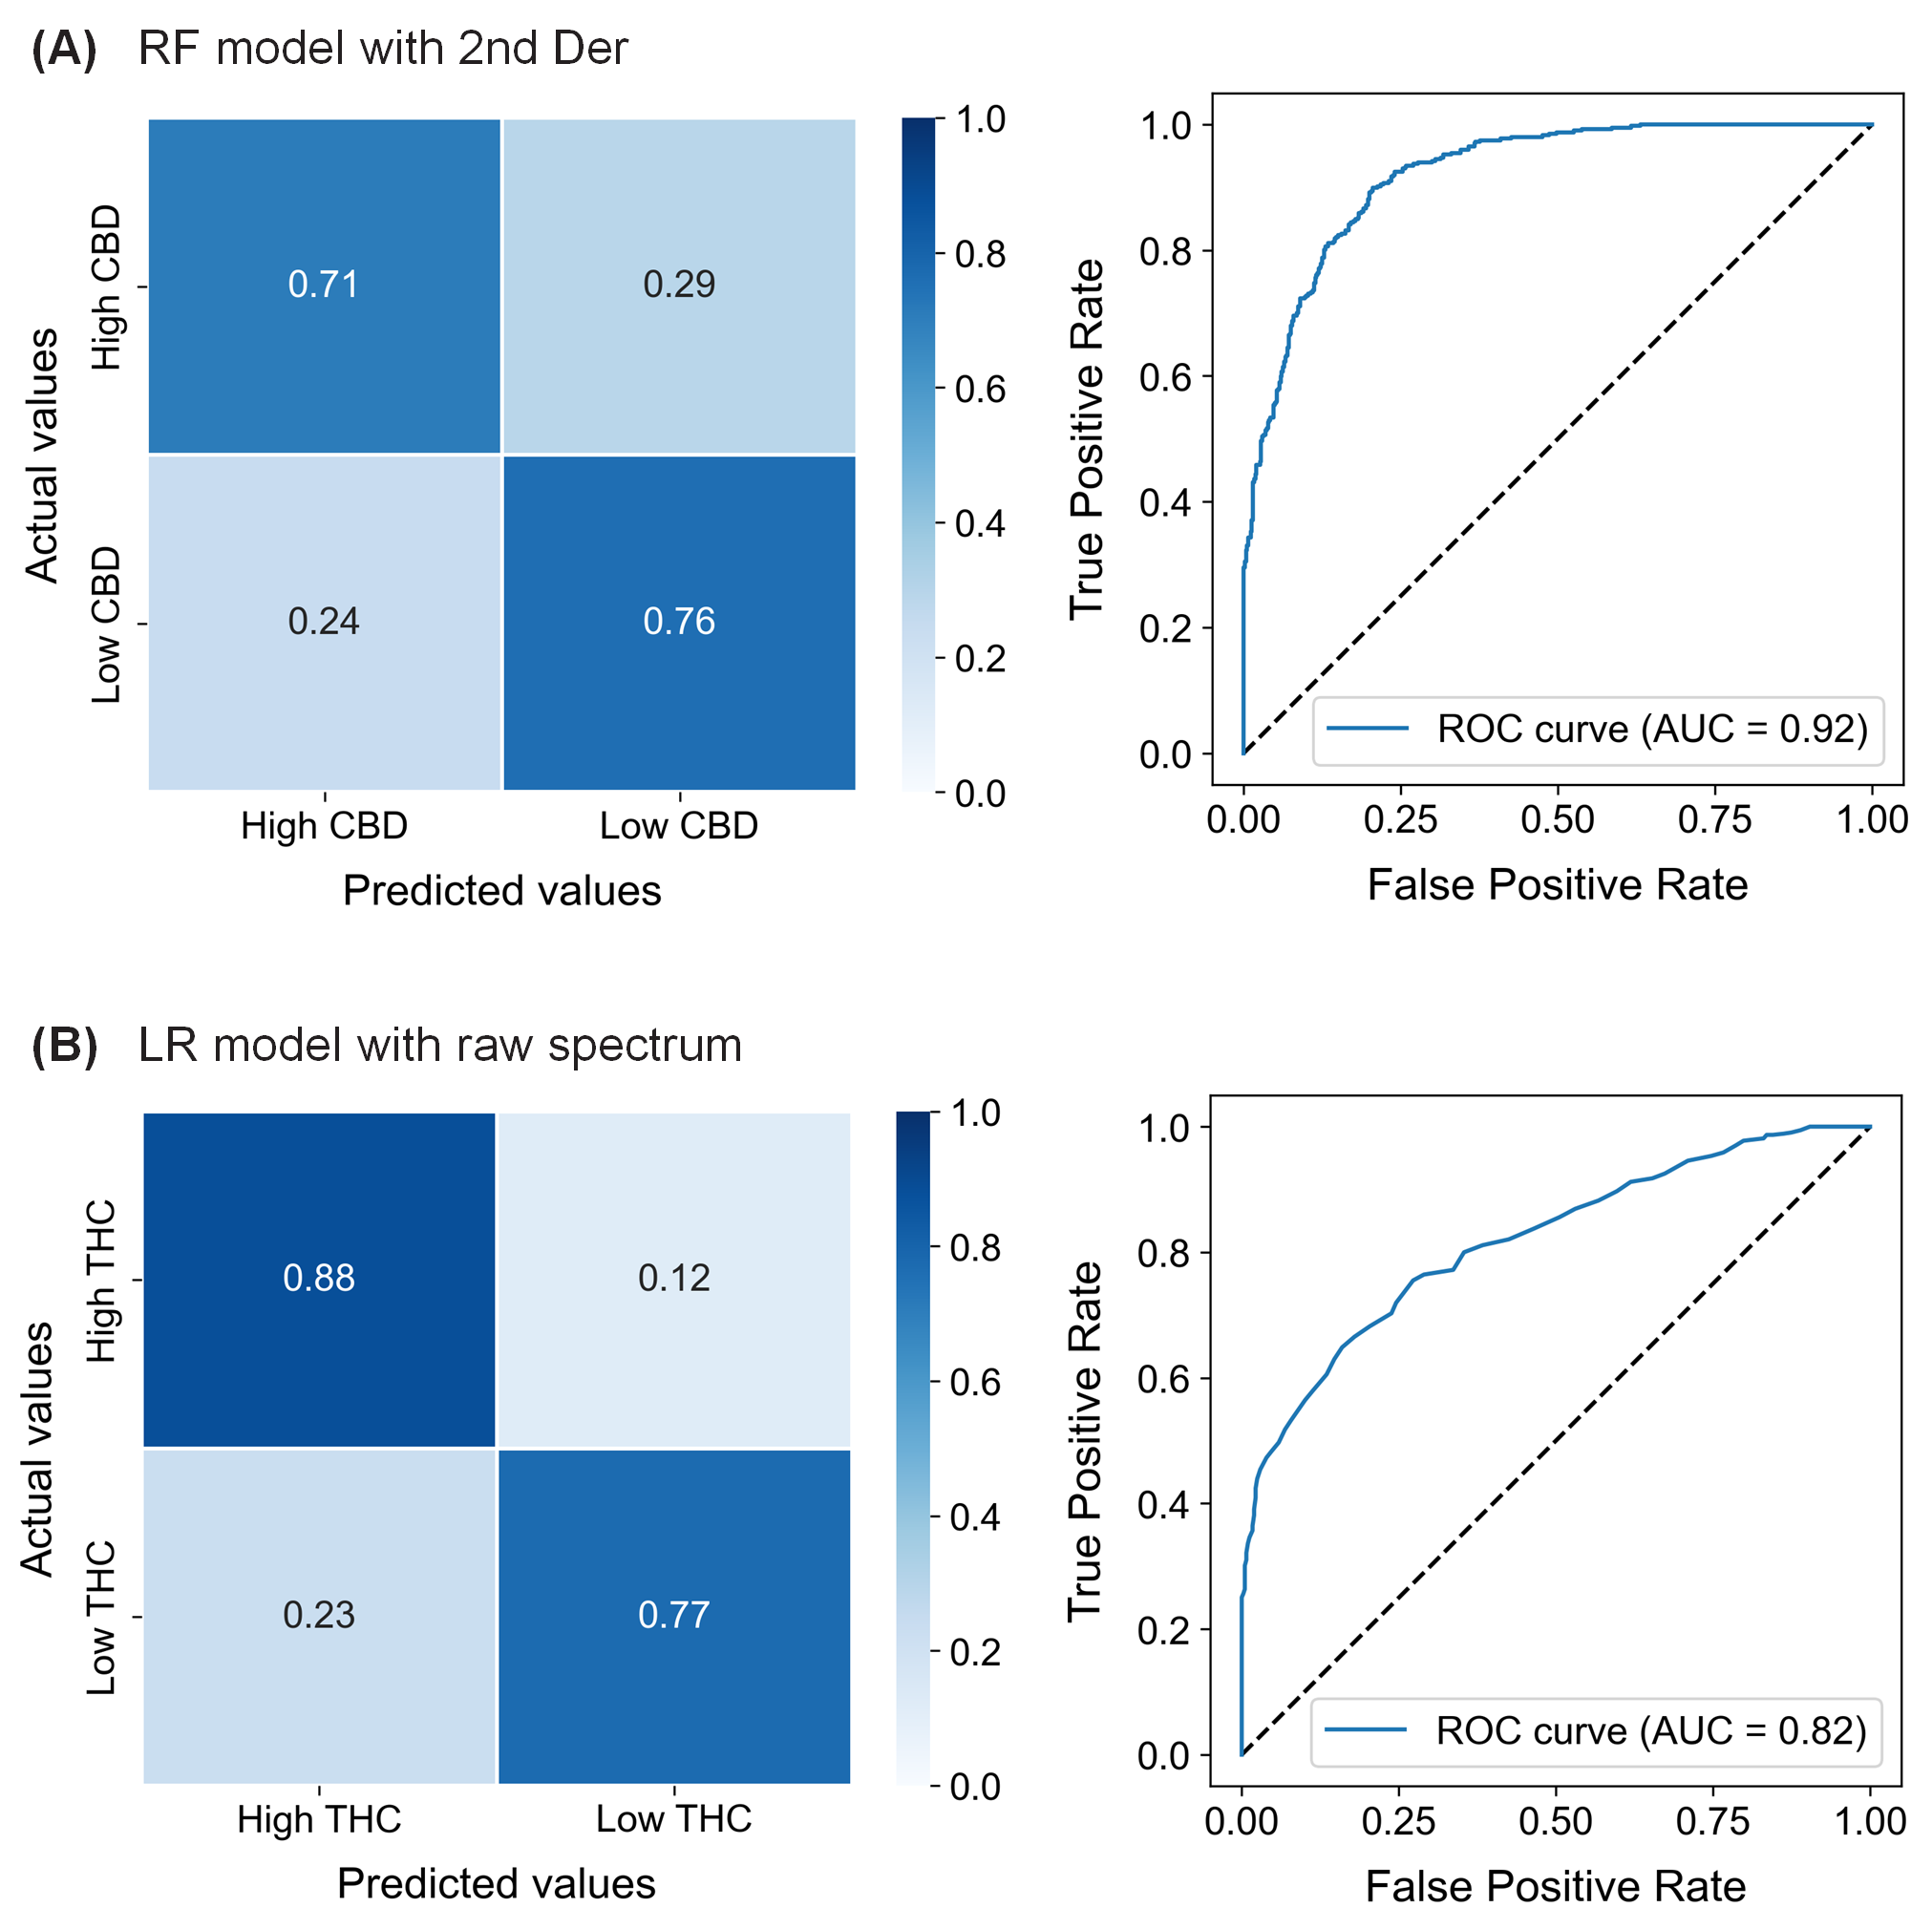 (A) RF model with 2nd Der
Actual values
High CBD
Low CBD
0.71
0.29
0.24
0.76
High CBD
Low CBD
Predicted values
1.0
0.8
0.6
0.4
0.2
0.0
True Positive Rate
1.0
0.8
0.6
0.4
0.2
0.0
ROC curve (AUC = 0.92)
0.00 0.25 0.50 0.75 1.00
False Positive Rate
(B) LR model with raw spectrum
Actual values
High THC
Low THC
0.88
0.12
0.23
0.77
High THC
Low THC
Predicted values
1.0
0.8
0.6
0.4
0.2
0.0
True Positive Rate
1.0
0.8
0.6
0.4
0.2
0.0
ROC curve (AUC = 0.82)
0.00 0.25 0.50 0.75 1.00
False Positive Rate